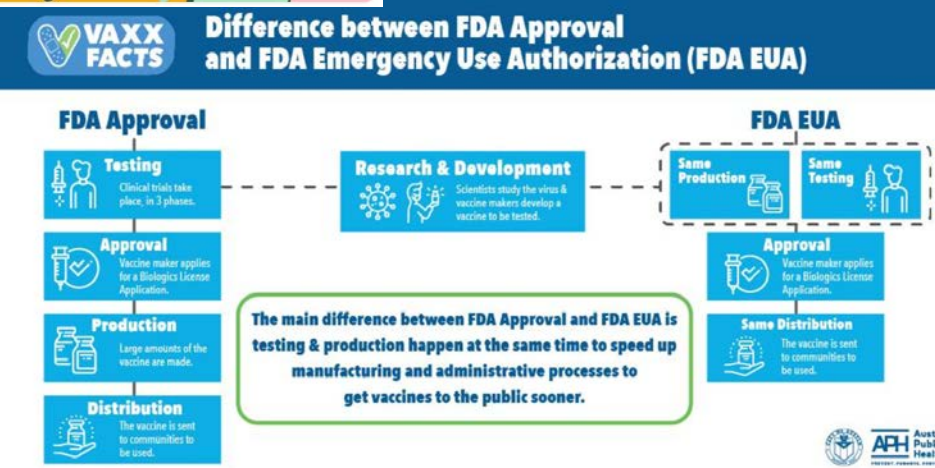 VAXX
FACTS
Difference between FDA Approval
and FDA Emergency Use Authorization (FDA EUA)
FDA Approval
Testing
Clinical trials take
place, in 3 phases.
Approval
Vaccine maker applies
for a Biologics License
Application.
Production
Large amounts of the
vaccine are made.
Distribution
The vaccine is sent
to communities to
be used.
Research & Development
Scientists study the virus &
vaccine makers develop a
vaccine to be tested.
The main difference between FDA Approval and FDA EUA is
testing & production happen at the same time to speed up
manufacturing and administrative processes to
get vaccines to the public sooner.
FDA EUA
Same
Production
Same
Testing
Approval
Vaccine maker applies
for a Biologics License
Application.
Same Distribution
The vaccine is sent
to communities to
be used.
APH
Aust
Publ
Heal